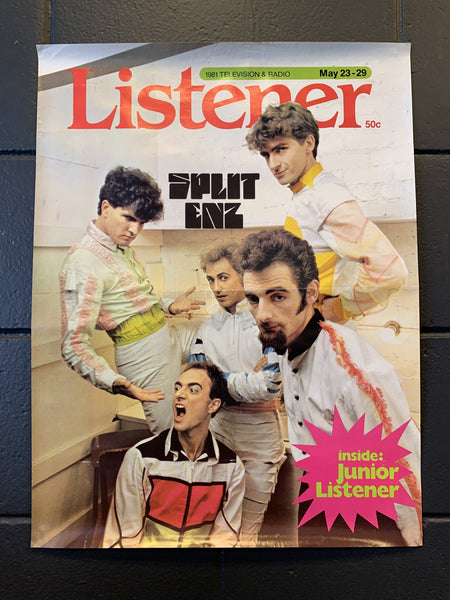 1981 TELEVISION & RADIO
May 23-29
Listener
50c
SPLIT
ENZ
inside:
Junior
Listener